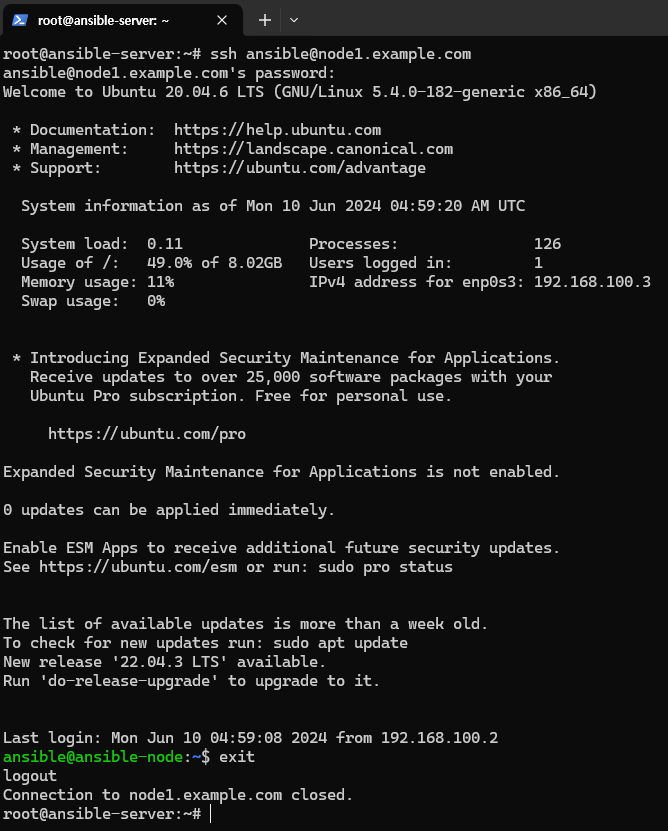 root@ansible-server: ~
root@ansible-server:~# ssh ansible@node1.example.com
ansible@node1.example.com's password:
Welcome to Ubuntu 20.04.6 LTS (GNU/Linux 5.4.0-182-generic x86_64)
* Documentation:  https://help.ubuntu.com
* Management:     https://landscape.canonical.com
* Support:        https://ubuntu.com/advantage
System information as of Mon 10 Jun 2024 04:59:20 AM UTC
System load:  0.11              Processes:               126
Usage of /:   49.0% of 8.02GB   Users logged in:         1
Memory usage: 11%               IPv4 address for enp0s3: 192.168.100.3
Swap usage:   0%
* Introducing Expanded Security Maintenance for Applications.
Receive updates to over 25,000 software packages with your
Ubuntu Pro subscription. Free for personal use.
https://ubuntu.com/pro
Expanded Security Maintenance for Applications is not enabled.
0 updates can be applied immediately.
Enable ESM Apps to receive additional future security updates.
See https://ubuntu.com/esm or run: sudo pro status
The list of available updates is more than a week old.
To check for new updates run: sudo apt update
New release '22.04.3 LTS' available.
Run 'do-release-upgrade' to upgrade to it.
Last login: Mon Jun 10 04:59:08 2024 from 192.168.100.2
ansible@ansible-node:~$ exit
logout
Connection to node1.example.com closed.
root@ansible-server:~#